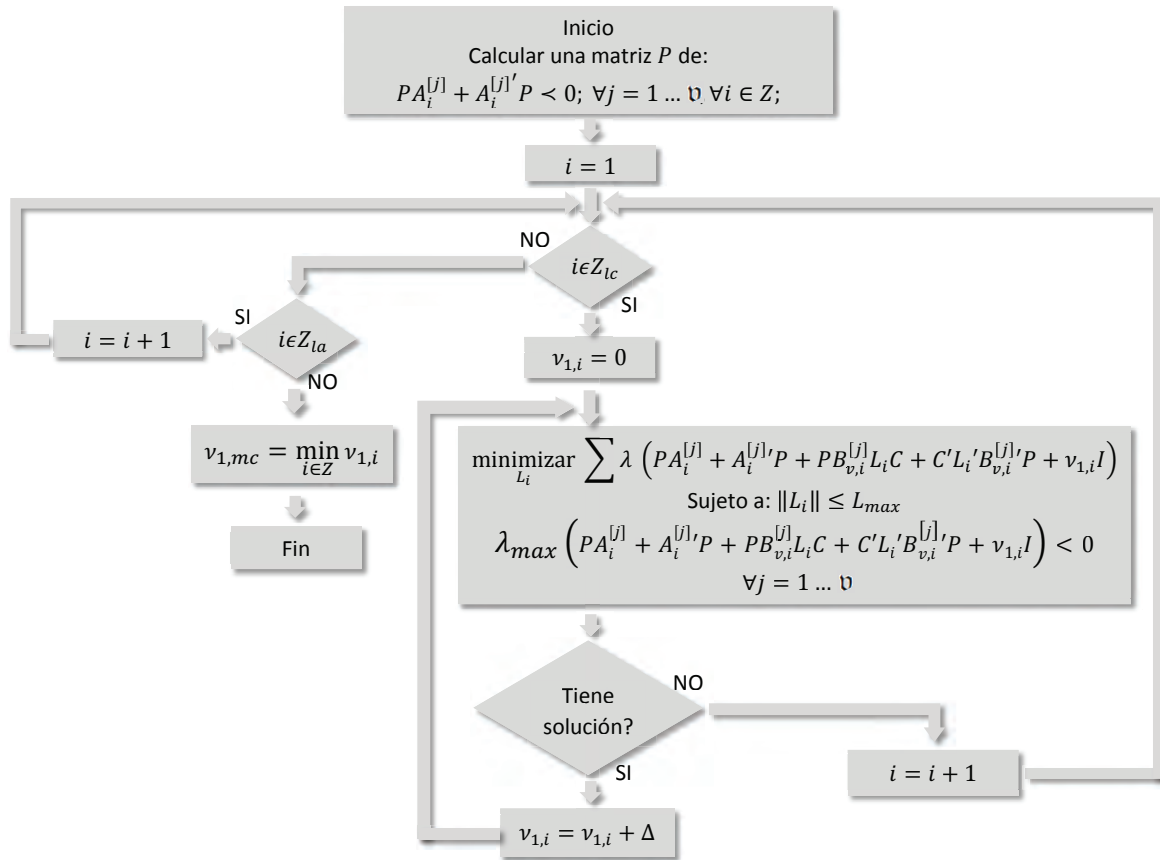 Inicio
Calcular una matriz P de:
PA_i^{[j]} + A_i^{[j]}′P ≺ 0; ∀j = 1 … 𝔳, ∀i ∈ Z;
i = 1
NO
iϵZ_{lc}
SI
SI
i = i + 1
iϵZ_{la}
NO
ν_{1,i} = 0
ν_{1,mc} = min_{i∈Z} ν_{1,i}
Fin
minimizar_{L_i} ∑ λ (PA_i^{[j]} + A_i^{[j]}′P + PB_{v,i}^{[j]}L_iC + C′L_i′B_{v,i}^{[j]}′P + ν_{1,i}I)
Sujeto a: ‖L_i‖ ≤ L_{max}
λ_{max} (PA_i^{[j]} + A_i^{[j]}′P + PB_{v,i}^{[j]}L_iC + C′L_i′B_{v,i}^{[j]}′P + ν_{1,i}I) < 0
∀j = 1 … 𝔳
Tiene
solución?
NO
SI
i = i + 1
ν_{1,i} = ν_{1,i} + Δ